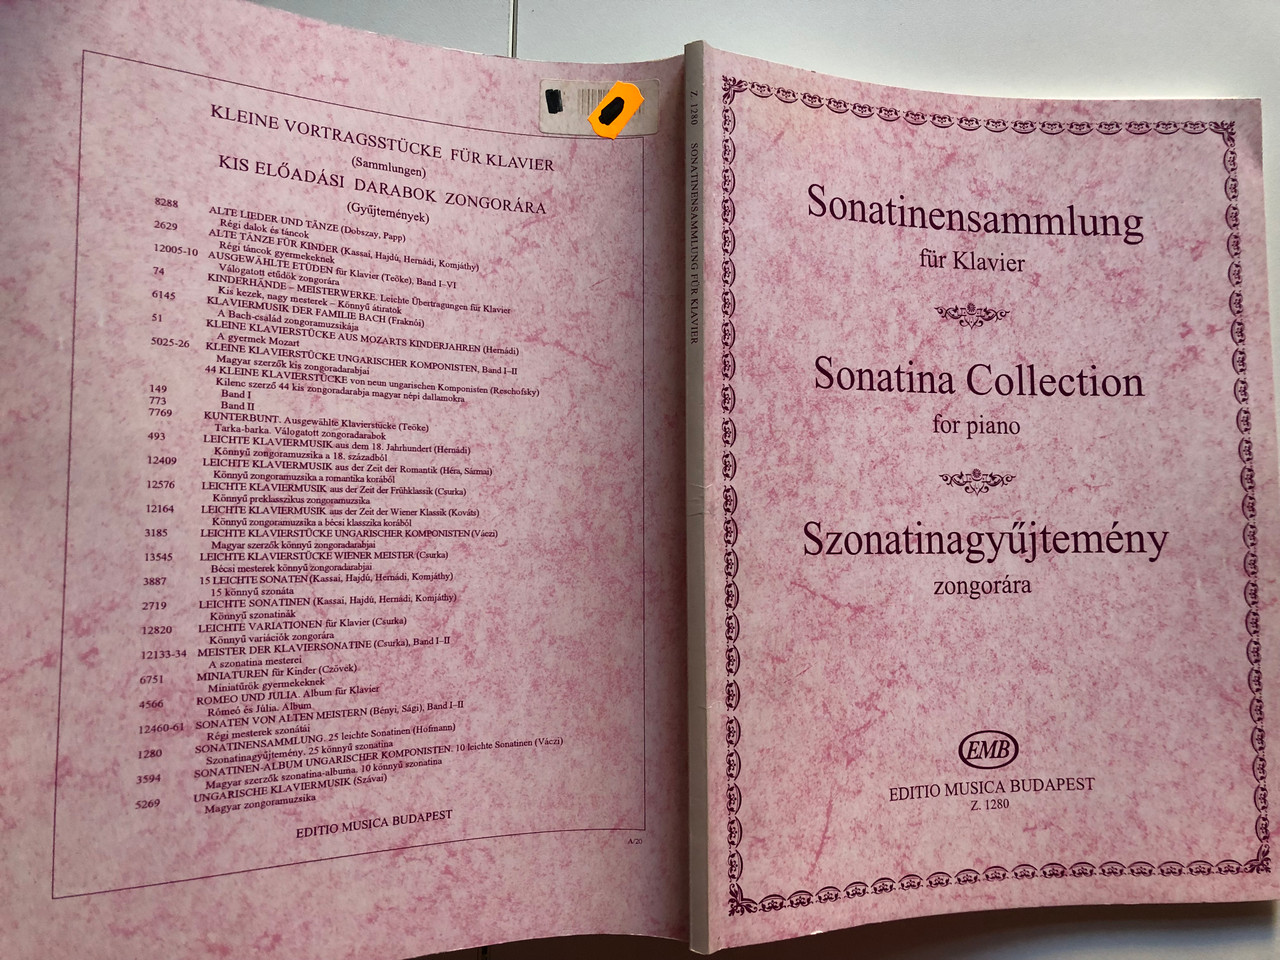 KLEINE VORTRAGSSTÜCKE FÜR KLAVIER
(Sammlungen)
KIS ELŐADÁSI DARABOK ZONGORÁRA
(Gyűjtemények)
8288 ALTE LIEDER UND TÄNZE (Dobszay, Papp)
Régi dalok és táncok
2629 ALTE TÄNZE FÜR KINDER (Kassai, Hajdú, Hernádi, Komjáthy)
Régi táncok gyermekeknek
12005-10 AUSGEWÄHLTE ETÜDEN für Klavier (Teöke), Band I–VI
Válogatott etűdök zongorára
74 KINDERHÄNDE – MEISTERWERKE. Leichte Übertragungen für Klavier
Kis kezek, nagy mesterek – Könnyű átiratok
6145 KLAVIERMUSIK DER FAMILIE BACH (Fraknói)
A Bach-család zongoramuzsikája
51 KLEINE KLAVIERSTÜCKE AUS MOZARTS KINDERJAHREN (Hernádi)
A gyermek Mozart
5025-26 KLEINE KLAVIERSTÜCKE UNGARISCHER KOMPONISTEN, Band I–II
Magyar szerzők kis zongoradarabjai
44 KLEINE KLAVIERSTÜCKE von neun ungarischen Komponisten (Reschofsky)
Kilenc szerző 44 kis zongoradarabja magyar népi dallamokra
149 Band I
773 Band II
7769 KUNTERBUNT. Ausgewählte Klavierstücke (Teöke)
Tarka-barka. Válogatott zongoradarabok
493 LEICHTE KLAVIERMUSIK aus dem 18. Jahrhundert (Hernádi)
Könnyű zongoramuzsika a 18. századból
12409 LEICHTE KLAVIERMUSIK aus der Zeit der Romantik (Héra, Sármai)
Könnyű zongoramuzsika a romantika korából
12576 LEICHTE KLAVIERMUSIK aus der Zeit der Frühklassik (Csurka)
Könnyű preklasszikus zongoramuzsika
12164 LEICHTE KLAVIERMUSIK aus der Zeit der Wiener Klassik (Kováts)
Könnyű zongoramuzsika a bécsi klasszika korából
3185 LEICHTE KLAVIERSTÜCKE UNGARISCHER KOMPONISTEN (Váczi)
Magyar szerzők könnyű zongoradarabjai
13545 LEICHTE KLAVIERSTÜCKE WIENER MEISTER (Csurka)
Bécsi mesterek könnyű zongoradarabjai
3887 15 LEICHTE SONATEN (Kassai, Hajdú, Hernádi, Komjáthy)
15 könnyű szonáta
2719 LEICHTE SONATINEN (Kassai, Hajdú, Hernádi, Komjáthy)
Könnyű szonatinák
12820 LEICHTE VARIATIONEN für Klavier (Csurka)
Könnyű variációk zongorára
12133-34 MEISTER DER KLAVIERSONATINE (Csurka), Band I–II
A szonatina mesterei
6751 MINIATUREN für Kinder (Czövek)
Miniatűrök gyermekeknek
4566 ROMEO UND JULIA. Album für Klavier
Rómeó és Júlia. Album
12460-61 SONATEN VON ALTEN MEISTERN (Bényi, Sági), Band I–II
Régi mesterek szonátái
1280 SONATINENSAMMLUNG. 25 leichte Sonatinen (Hofmann)
Szonatinagyűjtemény. 25 könnyű szonatina
3594 SONATINEN-ALBUM UNGARISCHER KOMPONISTEN. 10 leichte Sonatinen (Váczi)
Magyar szerzők szonatina-albuma. 10 könnyű szonatina
5269 UNGARISCHE KLAVIERMUSIK (Szávai)
Magyar zongoramuzsika
EDITIO MUSICA BUDAPEST
A/20
Z. 1280 SONATINENSAMMLUNG FÜR KLAVIER
Sonatinensammlung
für Klavier
Sonatina Collection
for piano
Szonatinagyűjtemény
zongorára
EMB
EDITIO MUSICA BUDAPEST
Z. 1280